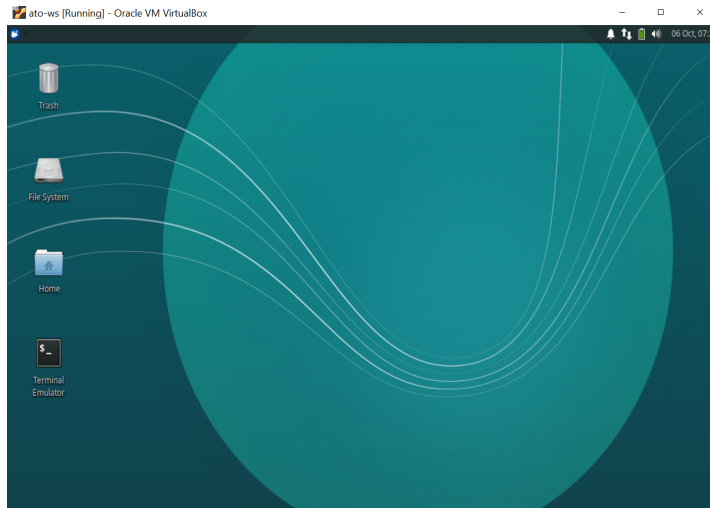 ato-ws [Running] - Oracle VM VirtualBox
06 Oct, 07:
Trash
File System
Home
$_
Terminal
Emulator